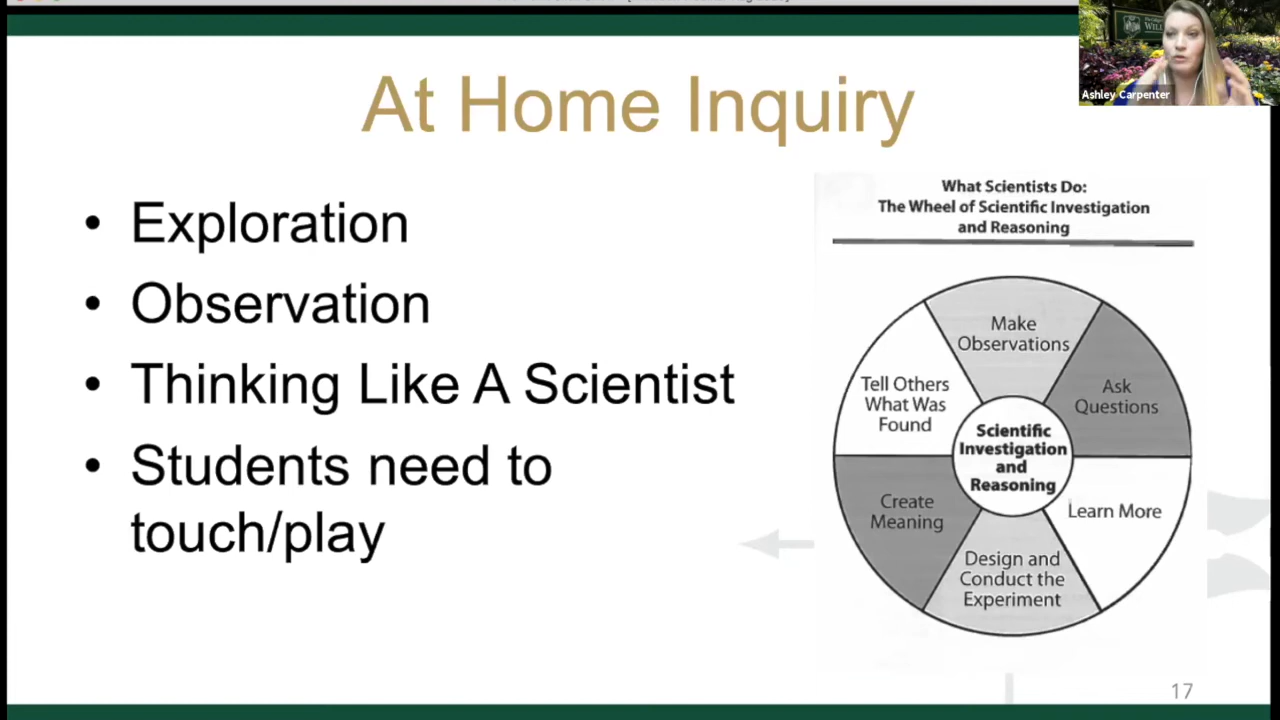 At Home Inquiry
• Exploration
• Observation
• Thinking Like A Scientist
• Students need to
touch/play
What Scientists Do:
The Wheel of Scientific Investigation
and Reasoning
Make
Observations
Ask
Questions
Learn More
Design and
Conduct the
Experiment
Create
Meaning
Tell Others
What Was
Found
Scientific
Investigation
and
Reasoning
WILL
Ashley Carpenter
17